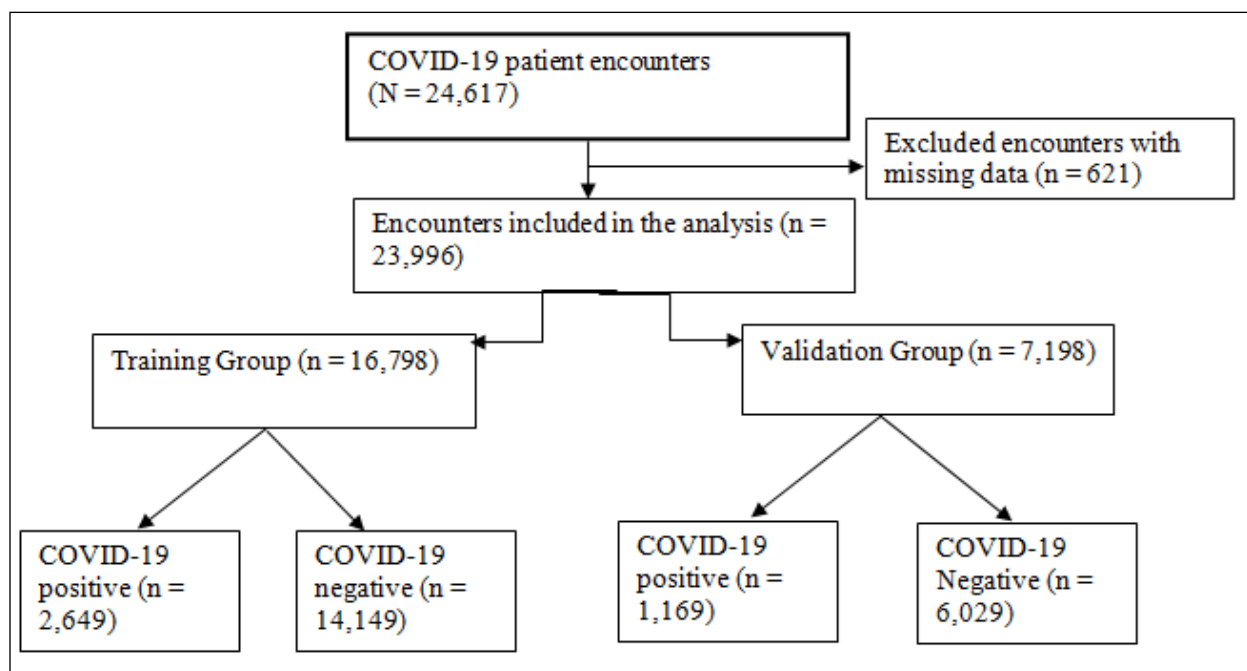 COVID-19 patient encounters
(N = 24,617)
Excluded encounters with
missing data (n = 621)
Encounters included in the analysis (n =
23,996)
Training Group (n = 16,798)
Validation Group (n = 7,198)
COVID-19
positive (n =
2,649)
COVID-19
negative (n =
14,149)
COVID-19
positive (n =
1,169)
COVID-19
Negative (n =
6,029)